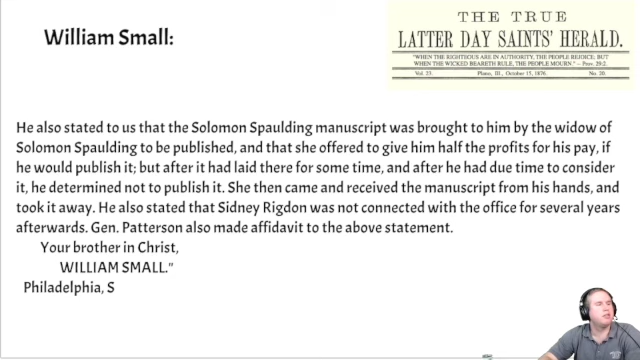 William Small:
THE TRUE
LATTER DAY SAINTS' HERALD.
"WHEN THE RIGHTEOUS ARE IN AUTHORITY, THE PEOPLE REJOICE; BUT
WHEN THE WICKED BEARETH RULE, THE PEOPLE MOURN." — Prov. 29:2.
Vol. 23. Plano, Ill., October 15, 1876. No. 20.
He also stated to us that the Solomon Spaulding manuscript was brought to him by the widow of
Solomon Spaulding to be published, and that she offered to give him half the profits for his pay, if
he would publish it; but after it had laid there for some time, and after he had due time to consider
it, he determined not to publish it. She then came and received the manuscript from his hands, and
took it away. He also stated that Sidney Rigdon was not connected with the office for several years
afterwards. Gen. Patterson also made affidavit to the above statement.
Your brother in Christ,
WILLIAM SMALL."
Philadelphia, S